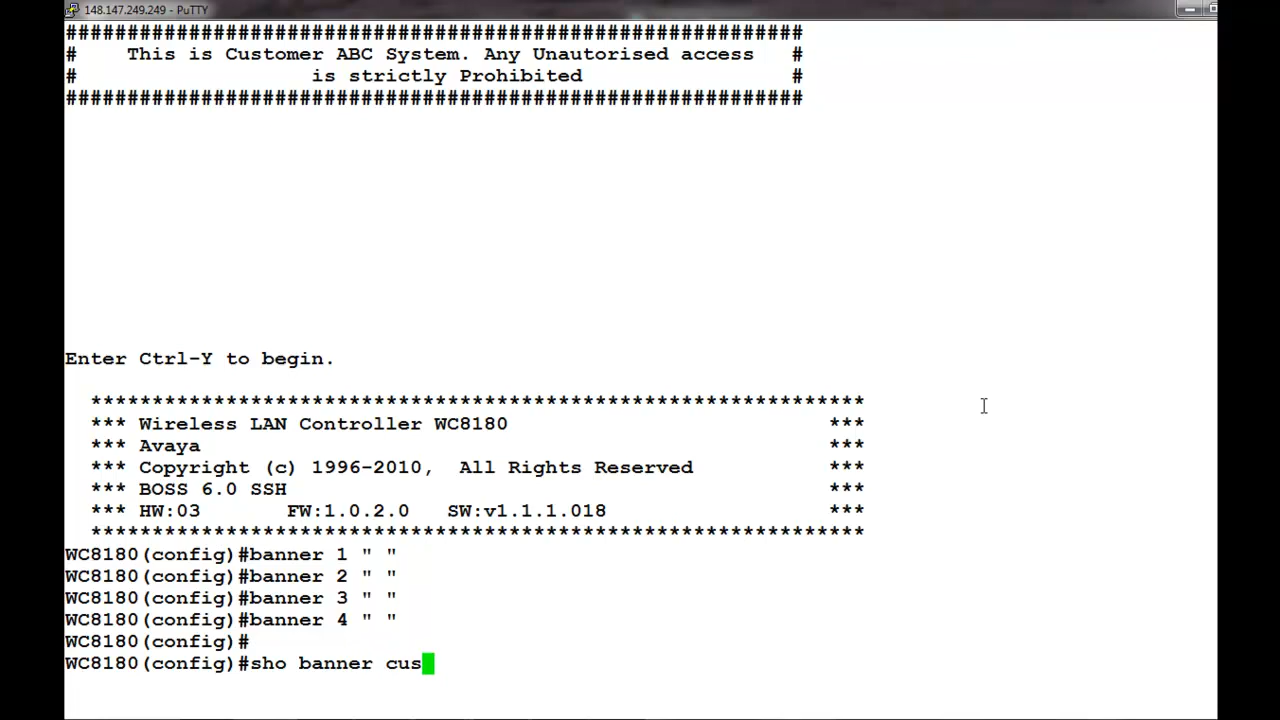 148.147.249.249 - PuTTY
############################################################
# This is Customer ABC System. Any Unautorised access #
# is strictly Prohibited #
############################################################
Enter Ctrl-Y to begin.
***************************************************************
*** Wireless LAN Controller WC8180 ***
*** Avaya ***
*** Copyright (c) 1996-2010, All Rights Reserved ***
*** BOSS 6.0 SSH ***
*** HW:03 FW:1.0.2.0 SW:v1.1.1.018 ***
***************************************************************
WC8180(config)#banner 1 " "
WC8180(config)#banner 2 " "
WC8180(config)#banner 3 " "
WC8180(config)#banner 4 " "
WC8180(config)#
WC8180(config)#sho banner cus